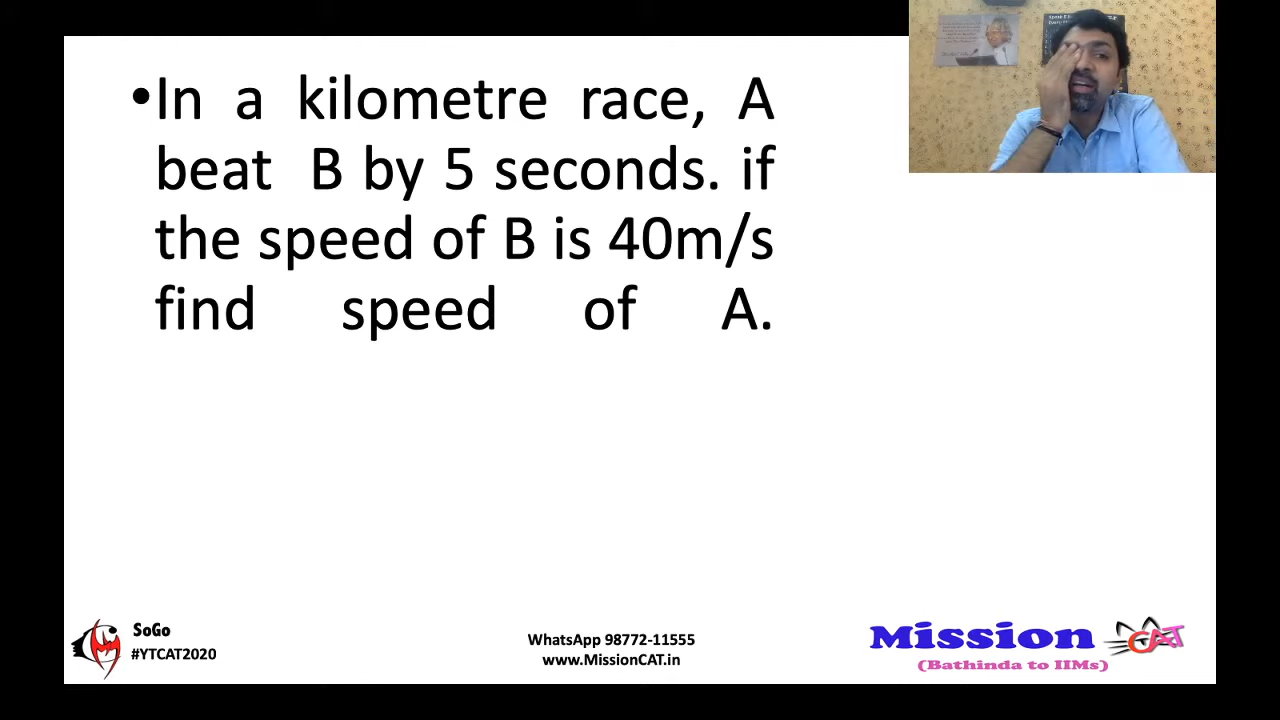 •In a kilometre race, A
beat B by 5 seconds. if
the speed of B is 40m/s
find speed of A.
SoGo
#YTCAT2020
WhatsApp 98772-11555
www.MissionCAT.in
Mission CAT
(Bathinda to IIMs)